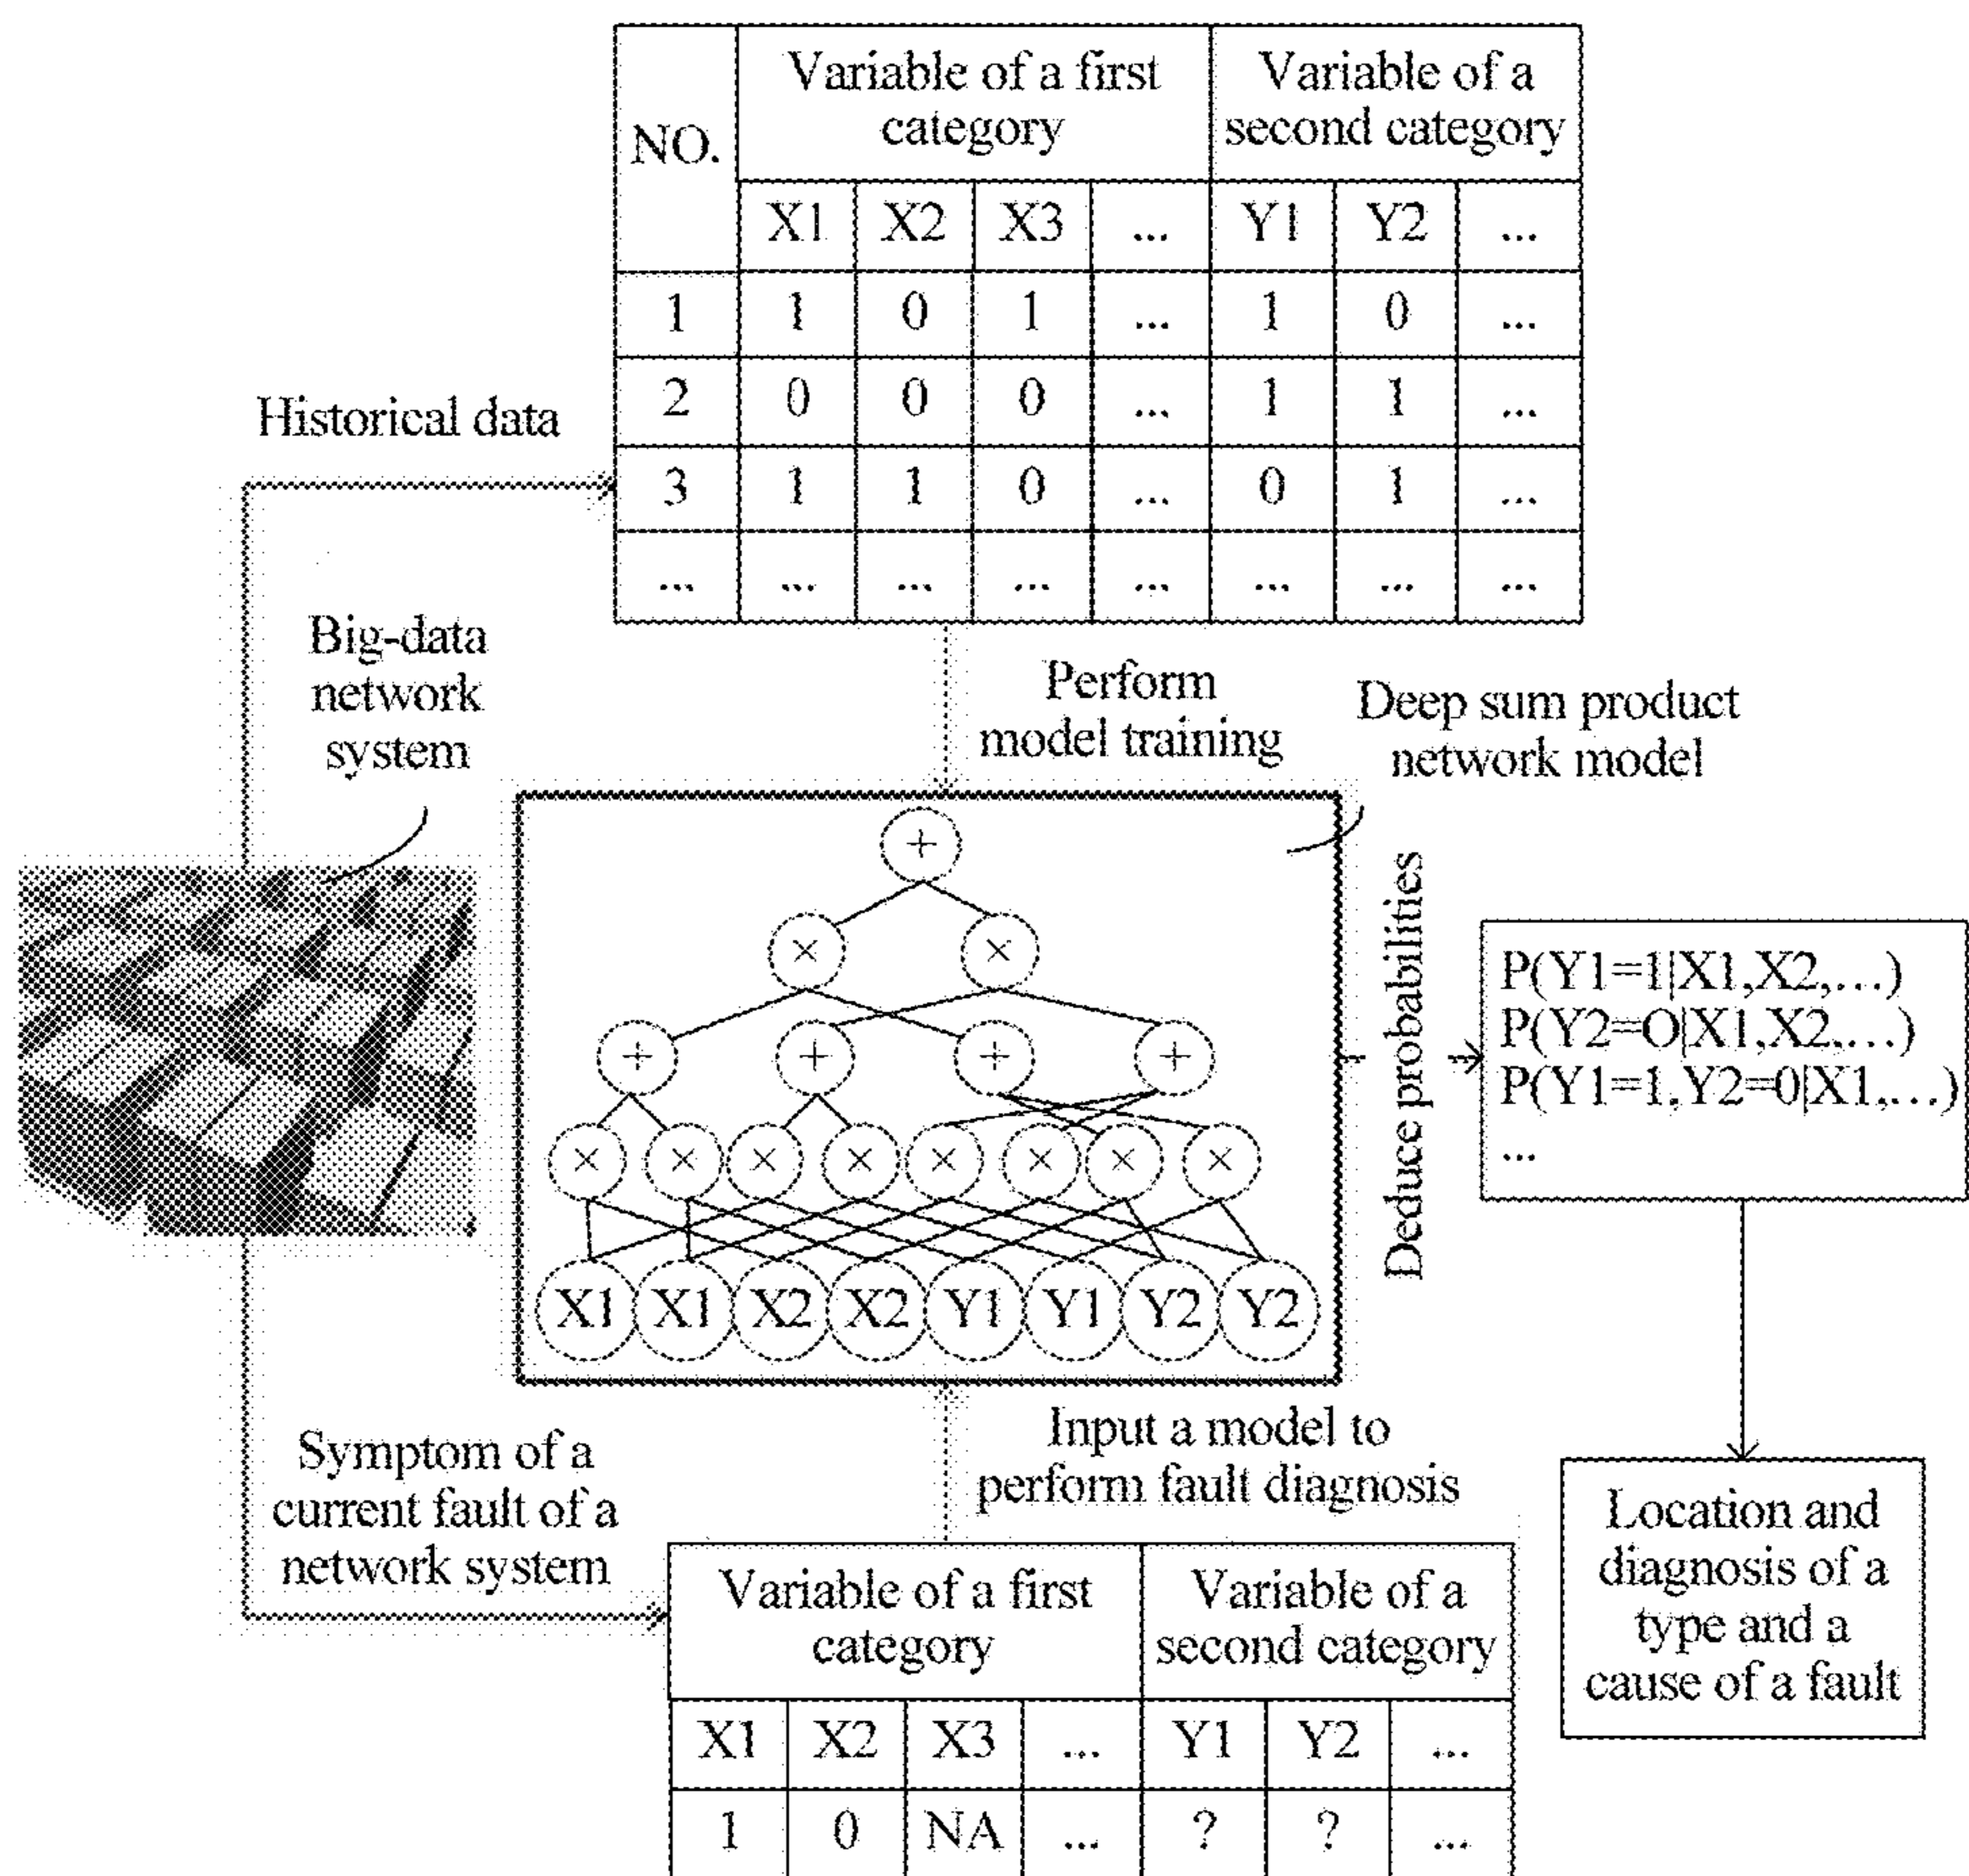 Variable of a first
category
Variable of a
second category
NO.
X1 X2 X3 ... Y1 Y2 ...
1 1 0 1 ... 1 0 ...
2 0 0 0 ... 1 1 ...
3 1 1 0 ... 0 1 ...
... ... ... ... ... ... ... ...
Historical data
Big-data
network
system
Perform
model training
Deep sum product
network model
+
× ×
+ + + +
× × × × × × × ×
X1 X1 X2 X2 Y1 Y1 Y2 Y2
Deduce probabilities
P(Y1=1|X1,X2,...)
P(Y2=O|X1,X2,...)
P(Y1=1,Y2=0|X1,...)
...
Location and
diagnosis of a
type and a
cause of a fault
Input a model to
perform fault diagnosis
Symptom of a
current fault of a
network system
Variable of a first
category
Variable of a
second category
X1 X2 X3 ... Y1 Y2 ...
1 0 NA ... ? ? ...